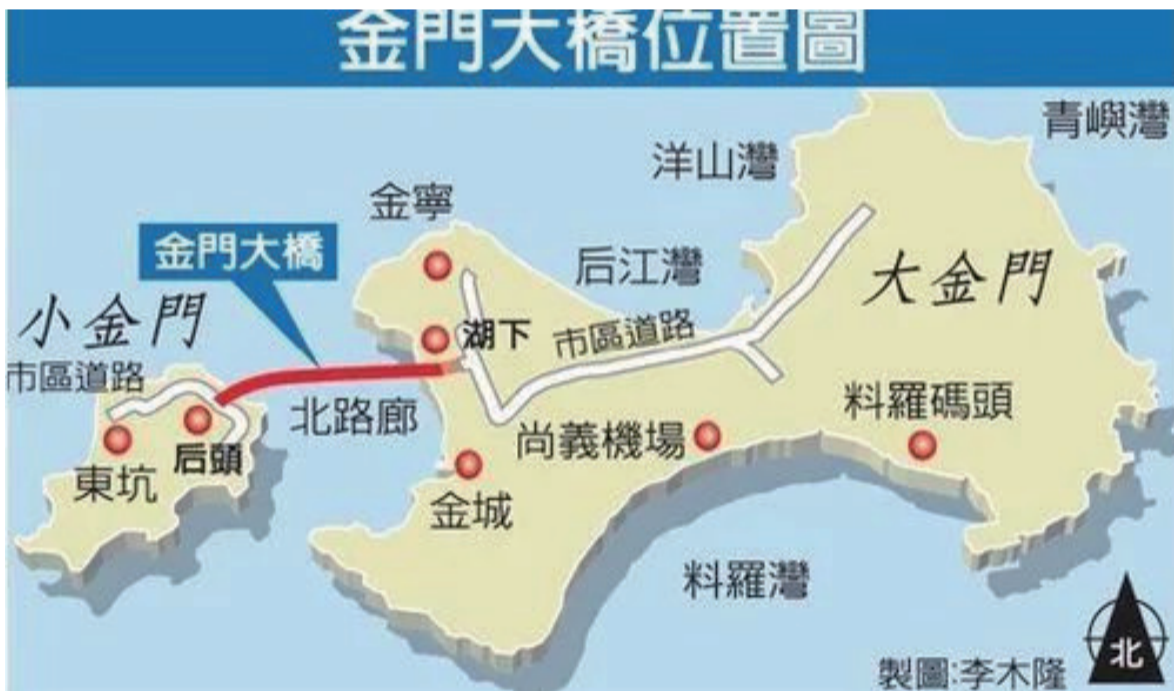 金門大橋位置圖
青嶼灣
洋山灣
金寧
金門大橋
后江灣
大金門
小金門
湖下
市區道路
市區道路
北路廊
料羅碼頭
尚義機場
后頭
東坑
金城
料羅灣
北
製圖:李木隆